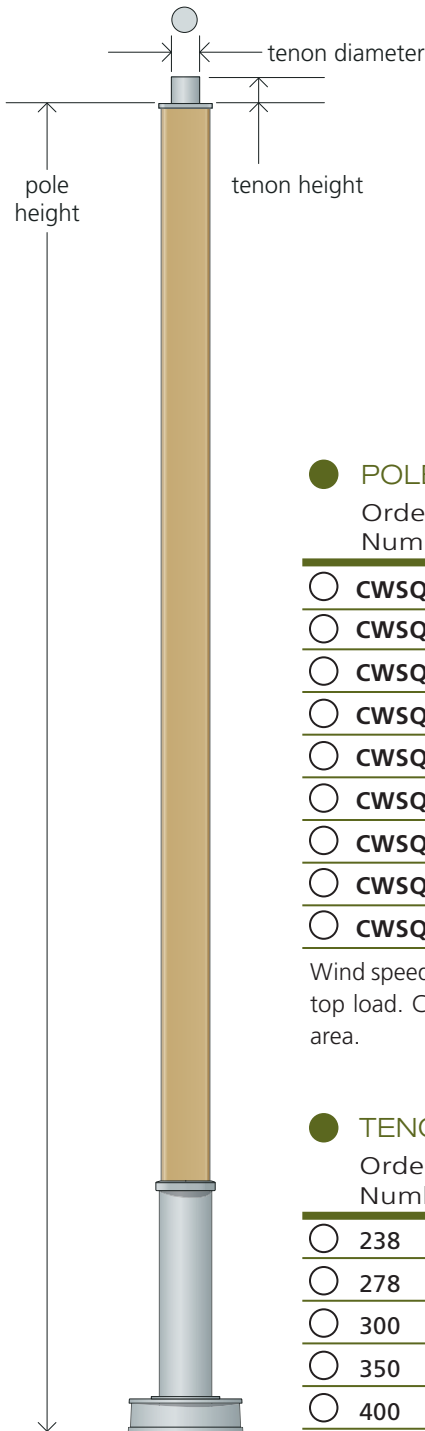 tenon diameter
pole
height
tenon height
POLE
Orde
Num
CWSQ
CWSQ
CWSQ
CWSQ
CWSQ
CWSQ
CWSQ
CWSQ
CWSQ
Wind speed
top load. C
area.
TENO
Orde
Num
238
278
300
350
400